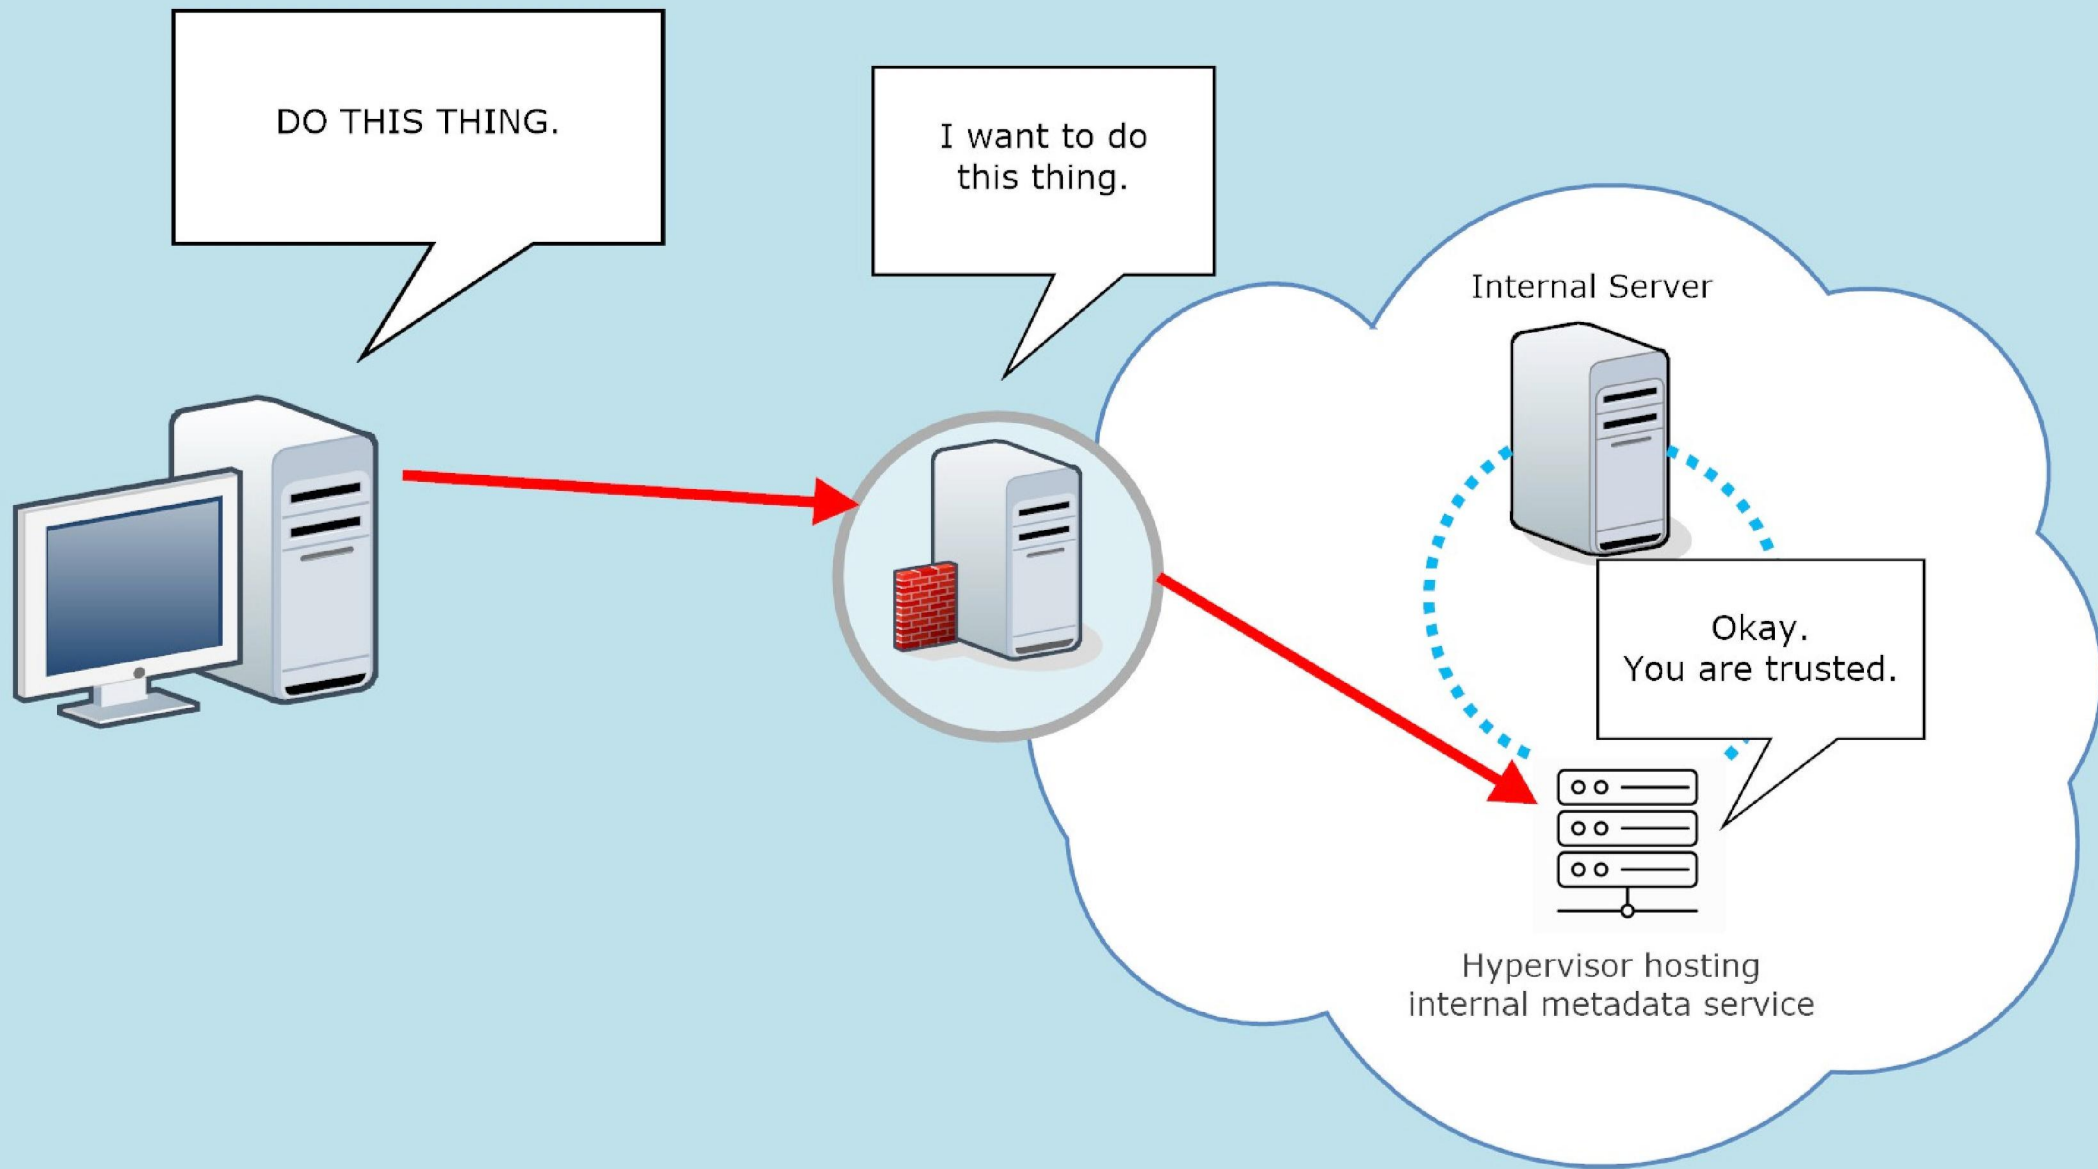 DO THIS THING.
I want to do
this thing.
Internal Server
Okay.
You are trusted.
Hypervisor hosting
internal metadata service